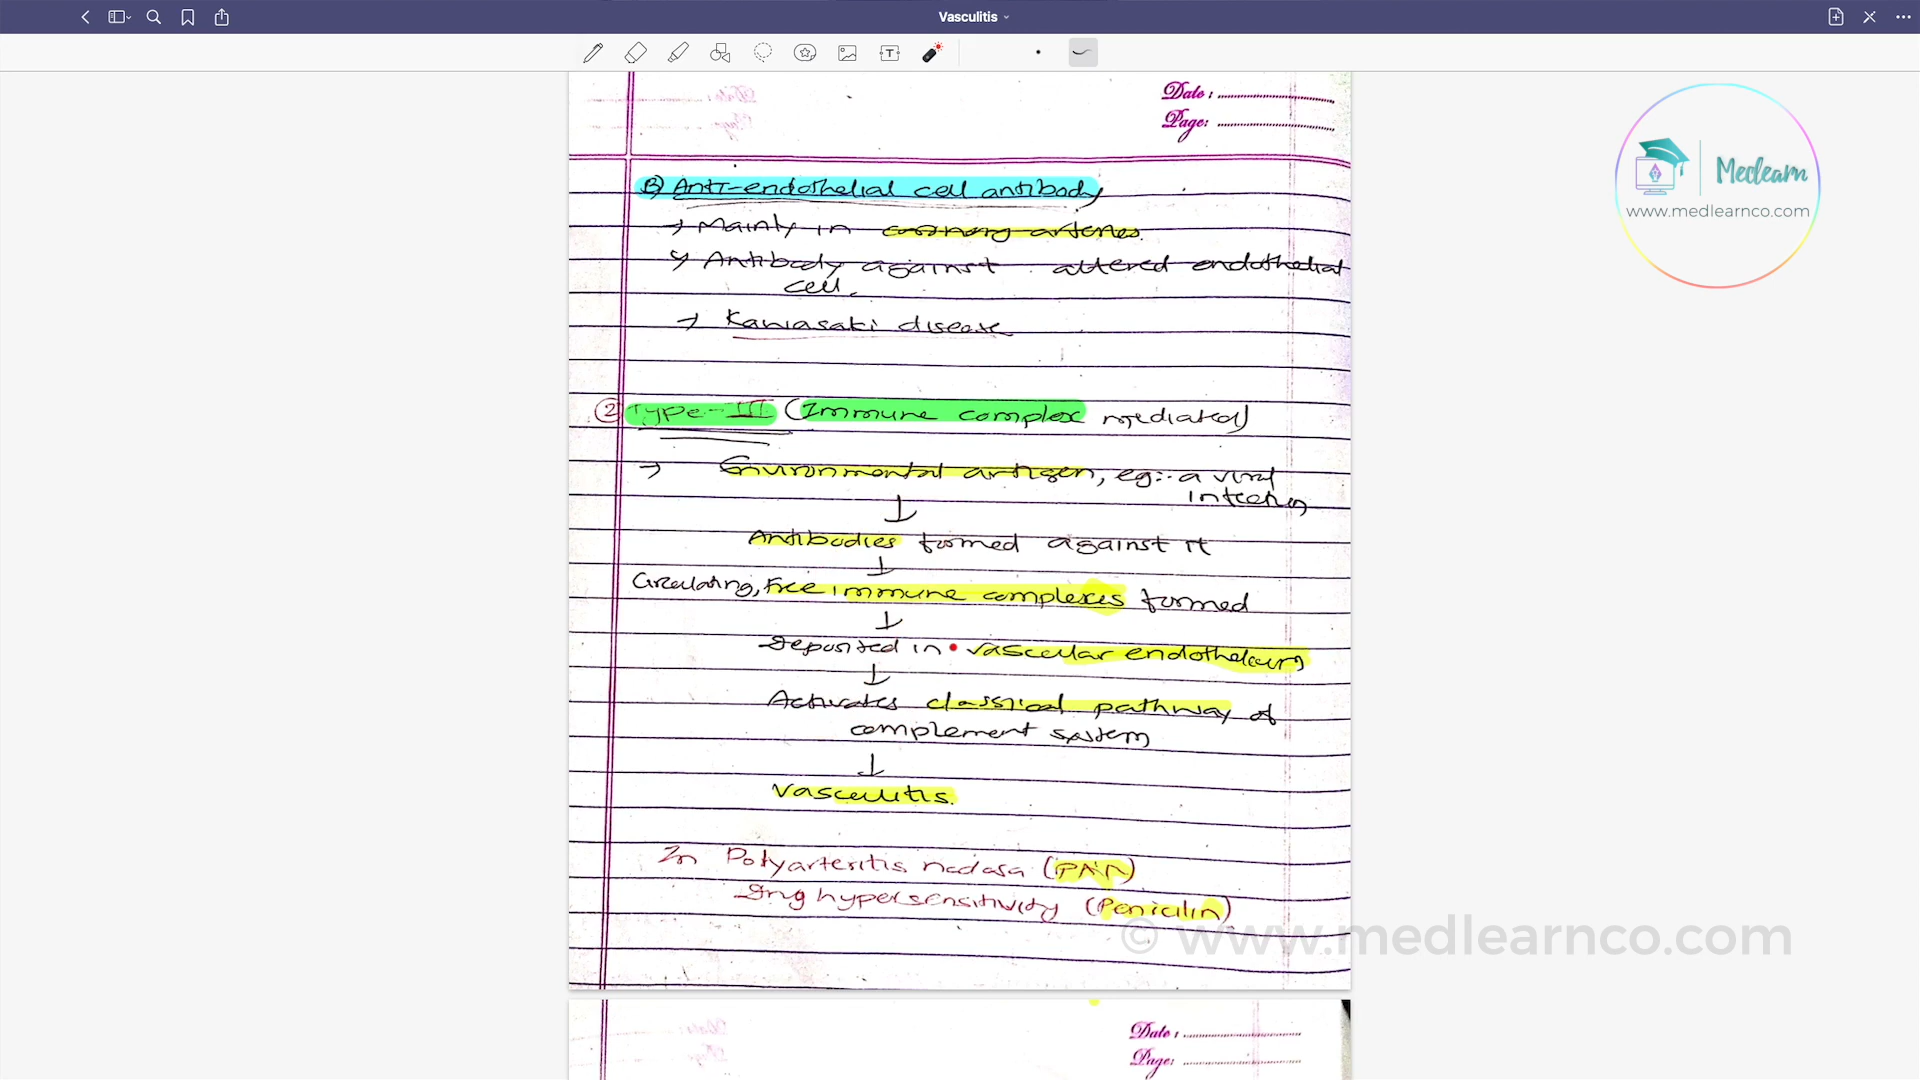 Vasculitis
Date :
Page:
Medlearn
www.medlearnco.com
B) Anti-endothelial cell antibody
→ Mainly in coronary arteries.
↳ Antibody against altered endothelial
cell.
→ Kawasaki disease
② Type-III (Immune complex mediated)
→ Environmental antigen, eg:- a viral
infection
↓
Antibodies formed against it
↓
Circulating, Free immune complexes formed
↓
Deposited in vascular endothelium
↓
Activates classical pathway of
complement system
↓
Vasculitis.
In Polyarteritis nodosa (PAN)
Drug hypersensitivity (Penicilin)
© www.medlearnco.com
Date :
Page: